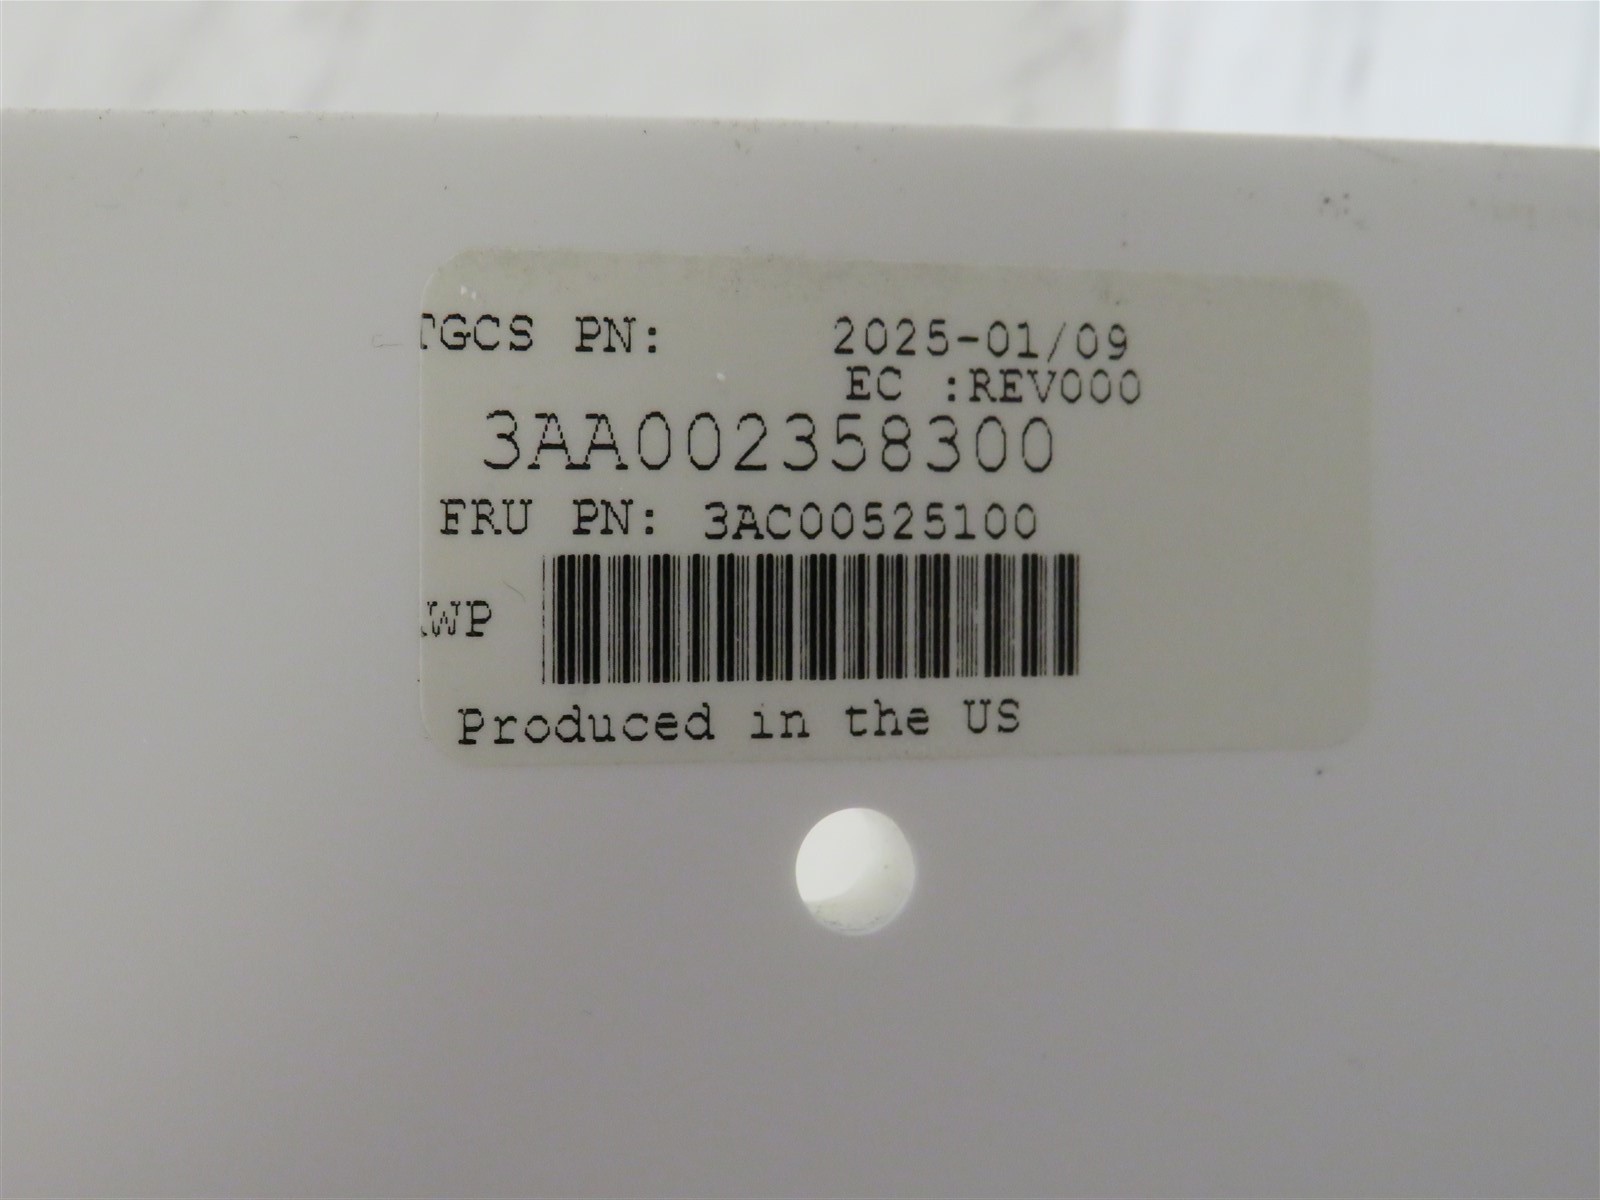 TGCS PN: 2025-01/09
EC :REV000
3AA002358300
FRU PN: 3AC00525100
WP
Produced in the US